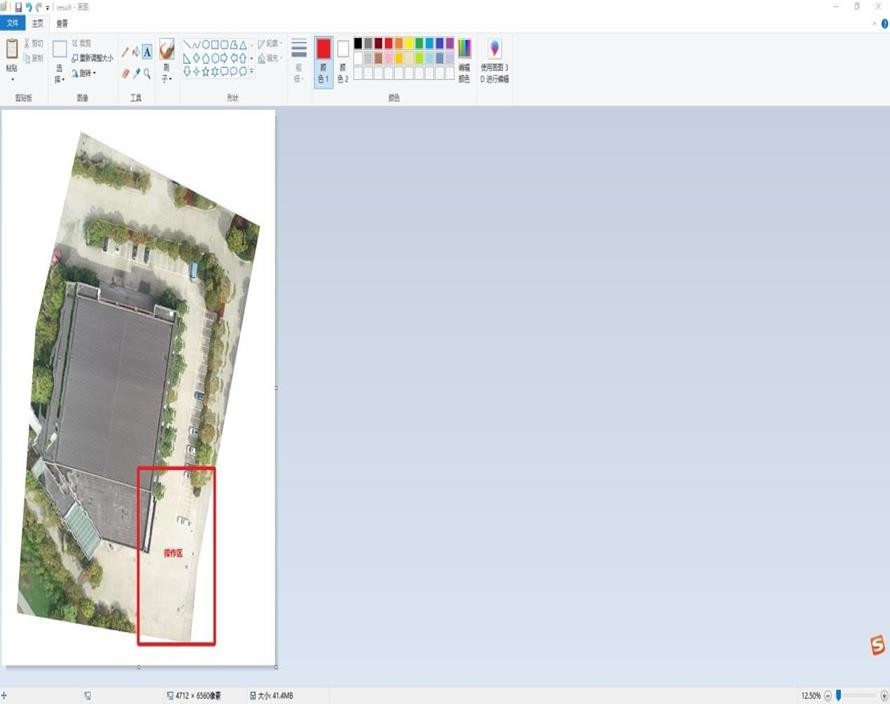 result - 画图
文件 主页 查看
粘贴
剪切
复制
剪贴板
选择
裁剪
重新调整大小
旋转
图像
A
工具
刷子
轮廓
填充
形状
粗细
颜色 1
颜色 2
编辑颜色
颜色
使用画图 3D 进行编辑
操作区
4712 × 6560像素
大小: 41.4MB
12.50%